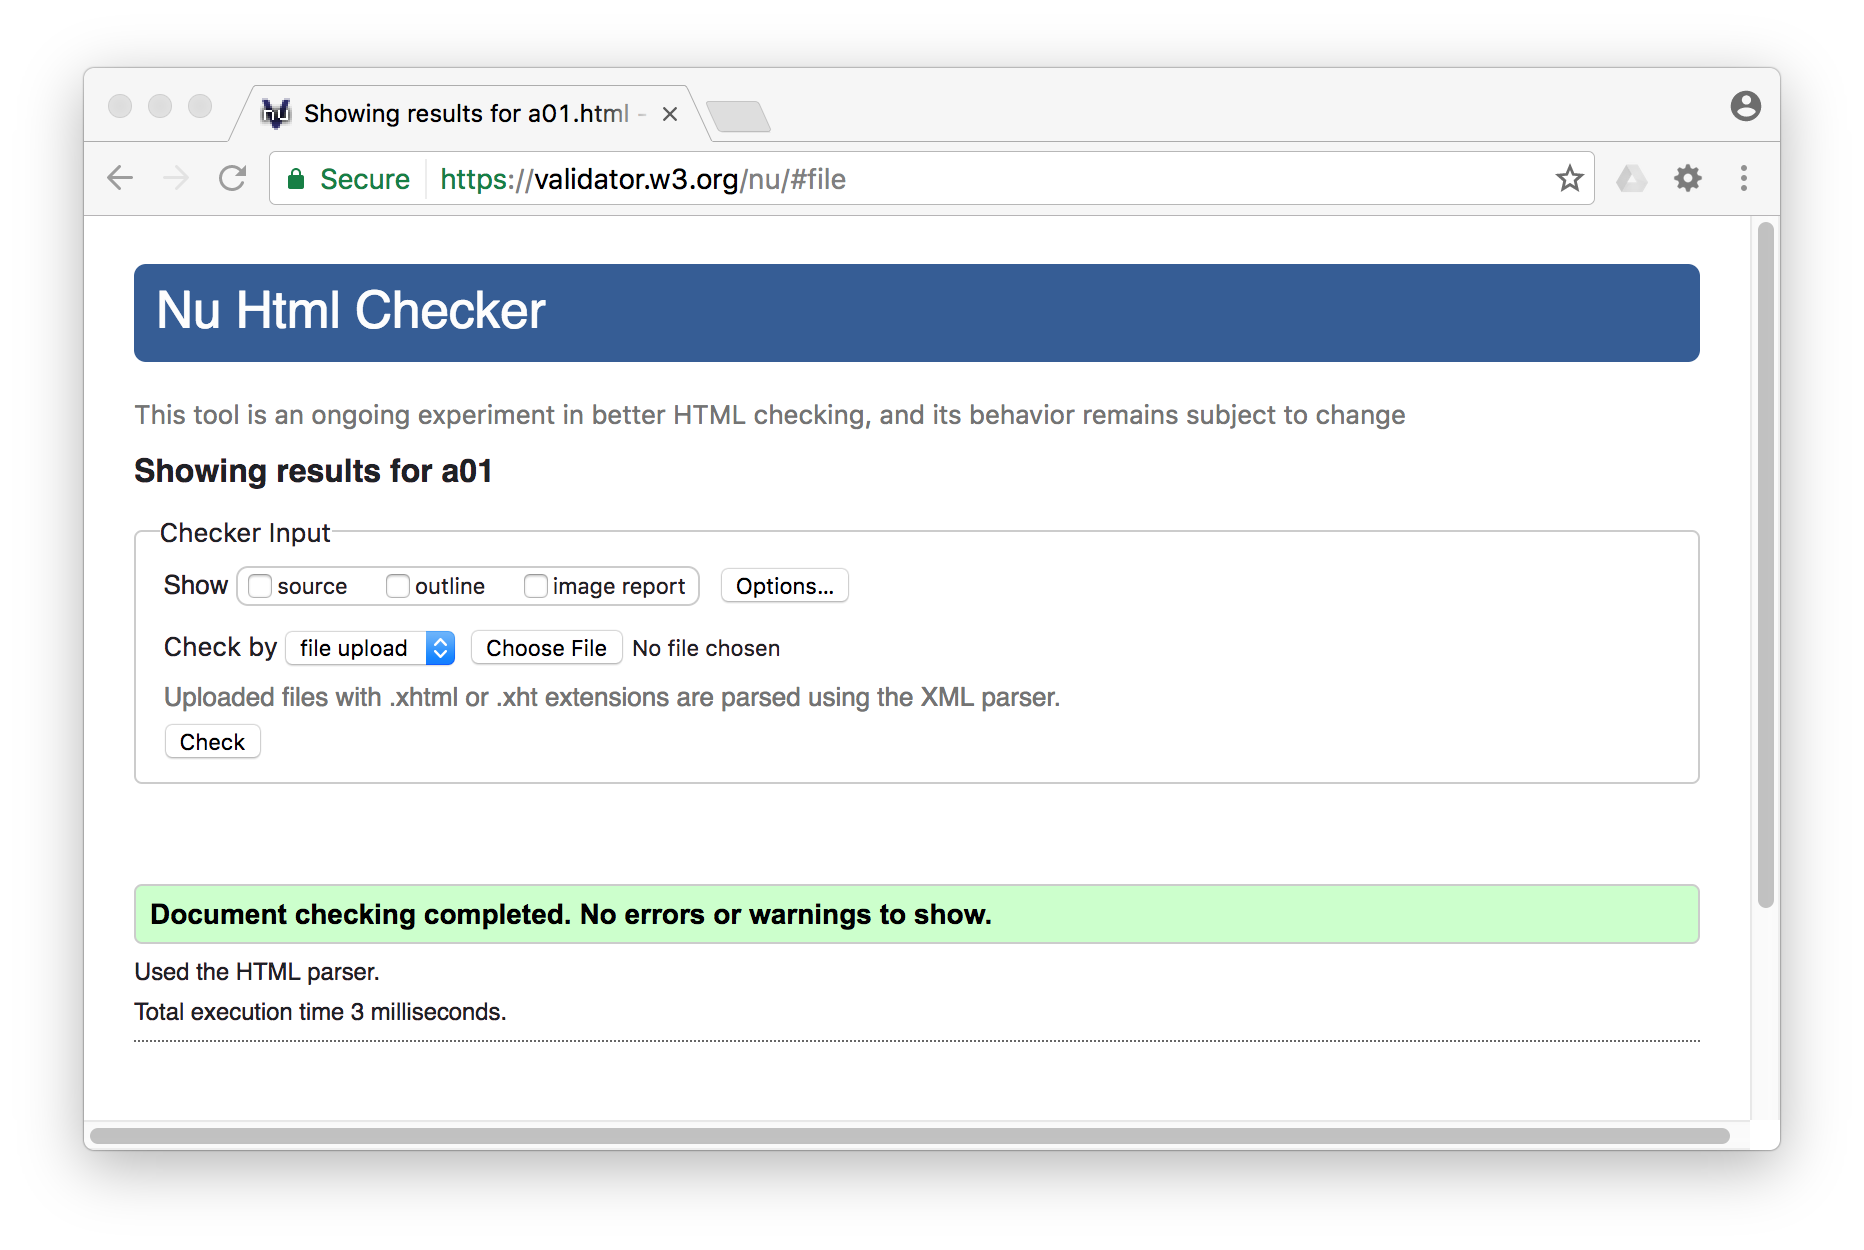 Showing results for a01.html -
Secure https://validator.w3.org/nu/#file
Nu Html Checker
This tool is an ongoing experiment in better HTML checking, and its behavior remains subject to change
Showing results for a01
Checker Input
Show source outline image report Options...
Check by file upload Choose File No file chosen
Uploaded files with .xhtml or .xht extensions are parsed using the XML parser.
Check
Document checking completed. No errors or warnings to show.
Used the HTML parser.
Total execution time 3 milliseconds.